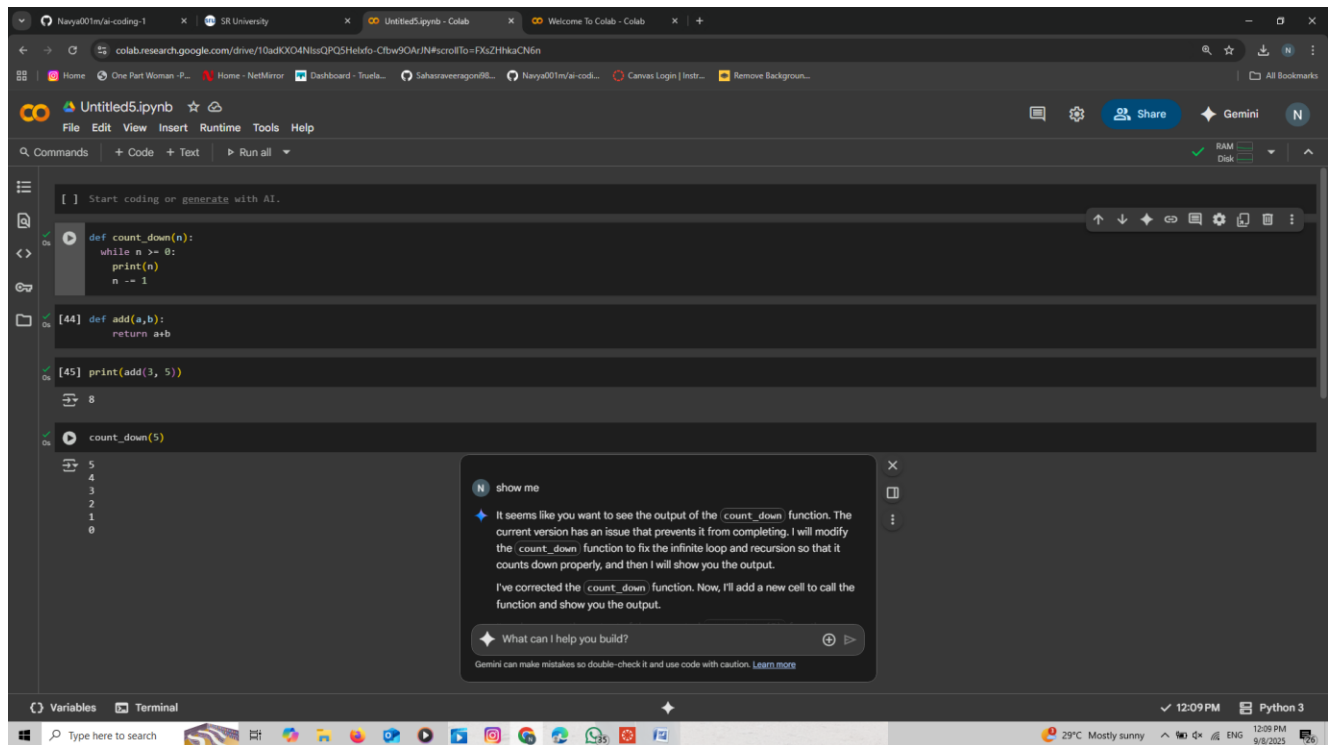 Navya001m/ai-coding-1
SR University
Untitled5.ipynb - Colab
Welcome To Colab - Colab
colab.research.google.com/drive/10adKXO4NIssQPQ5Helxfo-Cfbw9OArJN#scrollTo=FXsZHhkaCN6n
N
Home
One Part Woman -P...
Home - NetMirror
Dashboard - Truela...
Sahasraveeragoni98...
Navya001m/ai-codi...
Canvas Login | Instr...
Remove Backgroun...
All Bookmarks
CO
Untitled5.ipynb
File Edit View Insert Runtime Tools Help
Share
Gemini
N
Commands + Code + Text Run all
RAM
Disk
[ ] Start coding or generate with AI.
0s
def count_down(n):
while n >= 0:
print(n)
n -= 1
[44] def add(a,b):
0s
return a+b
[45] print(add(3, 5))
0s
8
count_down(5)
0s
5
4
3
2
1
0
N show me
It seems like you want to see the output of the count_down function. The
current version has an issue that prevents it from completing. I will modify
the count_down function to fix the infinite loop and recursion so that it
counts down properly, and then I will show you the output.
I've corrected the count_down function. Now, I'll add a new cell to call the
function and show you the output.
What can I help you build?
Gemini can make mistakes so double-check it and use code with caution. Learn more
Variables Terminal
12:09 PM Python 3
Type here to search
29°C Mostly sunny
ENG
12:09 PM
9/8/2025